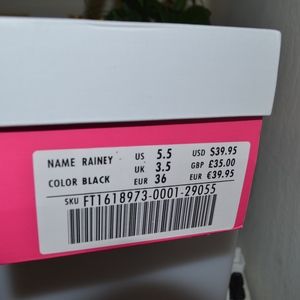 NAME RAINEY US 5.5 USD $39.95
UK 3.5 GBP £35.00
COLOR BLACK EUR 36 EUR €39.95
SKU FT1618973-0001-29055